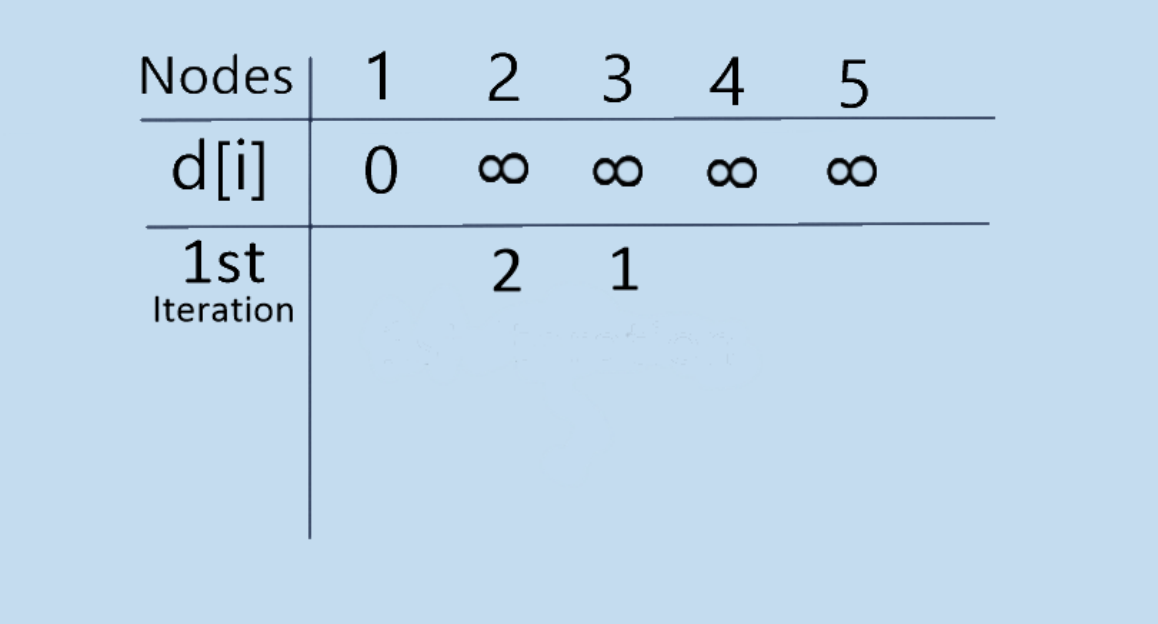 Nodes 1 2 3 4 5
d[i] 0 ∞ ∞ ∞ ∞
1st 2 1
Iteration